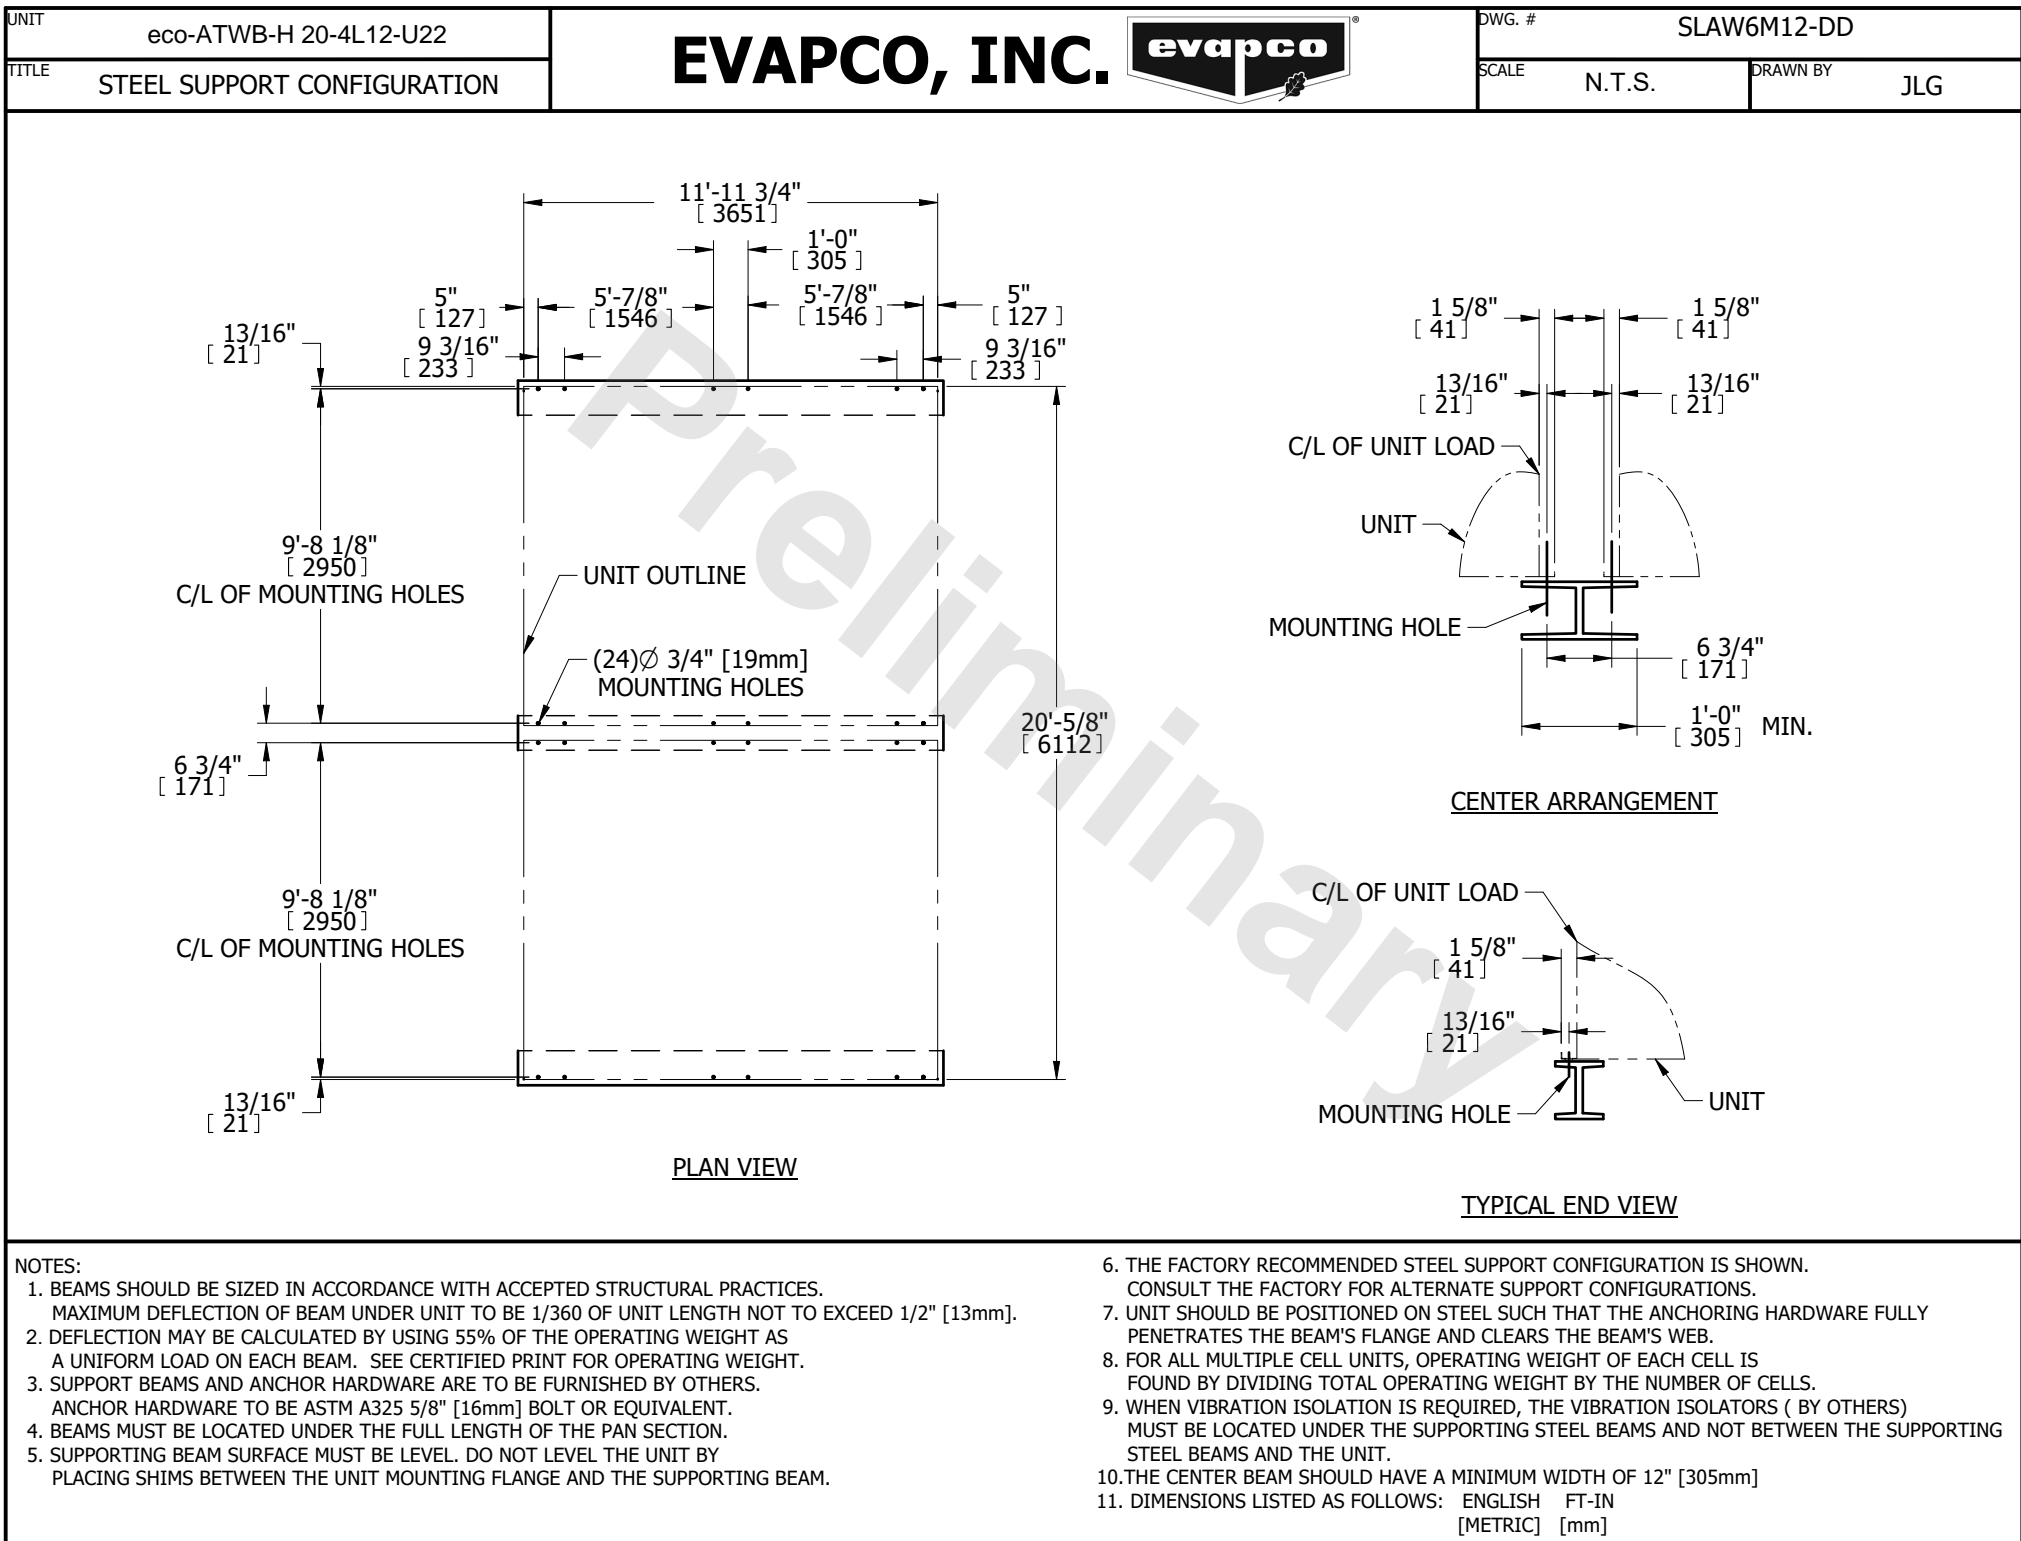 UNIT
eco-ATWB-H 20-4L12-U22
TITLE
STEEL SUPPORT CONFIGURATION
EVAPCO, INC.
evapco
®
DWG. #
SLAW6M12-DD
SCALE
N.T.S.
DRAWN BY
JLG
11'-11 3/4"
[ 3651 ]
1'-0"
[ 305 ]
5"
[ 127 ]
5'-7/8"
[ 1546 ]
5'-7/8"
[ 1546 ]
5"
[ 127 ]
13/16"
[ 21 ]
9 3/16"
[ 233 ]
9 3/16"
[ 233 ]
9'-8 1/8"
[ 2950 ]
C/L OF MOUNTING HOLES
UNIT OUTLINE
(24)Ø 3/4" [19mm]
MOUNTING HOLES
20'-5/8"
[ 6112 ]
6 3/4"
[ 171 ]
9'-8 1/8"
[ 2950 ]
C/L OF MOUNTING HOLES
13/16"
[ 21 ]
PLAN VIEW
Preliminary
1 5/8"
[ 41 ]
1 5/8"
[ 41 ]
13/16"
[ 21 ]
13/16"
[ 21 ]
C/L OF UNIT LOAD
UNIT
MOUNTING HOLE
6 3/4"
[ 171 ]
1'-0"
[ 305 ] MIN.
CENTER ARRANGEMENT
C/L OF UNIT LOAD
1 5/8"
[ 41 ]
13/16"
[ 21 ]
MOUNTING HOLE
UNIT
TYPICAL END VIEW
NOTES:
1. BEAMS SHOULD BE SIZED IN ACCORDANCE WITH ACCEPTED STRUCTURAL PRACTICES.
MAXIMUM DEFLECTION OF BEAM UNDER UNIT TO BE 1/360 OF UNIT LENGTH NOT TO EXCEED 1/2" [13mm].
2. DEFLECTION MAY BE CALCULATED BY USING 55% OF THE OPERATING WEIGHT AS
A UNIFORM LOAD ON EACH BEAM. SEE CERTIFIED PRINT FOR OPERATING WEIGHT.
3. SUPPORT BEAMS AND ANCHOR HARDWARE ARE TO BE FURNISHED BY OTHERS.
ANCHOR HARDWARE TO BE ASTM A325 5/8" [16mm] BOLT OR EQUIVALENT.
4. BEAMS MUST BE LOCATED UNDER THE FULL LENGTH OF THE PAN SECTION.
5. SUPPORTING BEAM SURFACE MUST BE LEVEL. DO NOT LEVEL THE UNIT BY
PLACING SHIMS BETWEEN THE UNIT MOUNTING FLANGE AND THE SUPPORTING BEAM.
6. THE FACTORY RECOMMENDED STEEL SUPPORT CONFIGURATION IS SHOWN.
CONSULT THE FACTORY FOR ALTERNATE SUPPORT CONFIGURATIONS.
7. UNIT SHOULD BE POSITIONED ON STEEL SUCH THAT THE ANCHORING HARDWARE FULLY
PENETRATES THE BEAM'S FLANGE AND CLEARS THE BEAM'S WEB.
8. FOR ALL MULTIPLE CELL UNITS, OPERATING WEIGHT OF EACH CELL IS
FOUND BY DIVIDING TOTAL OPERATING WEIGHT BY THE NUMBER OF CELLS.
9. WHEN VIBRATION ISOLATION IS REQUIRED, THE VIBRATION ISOLATORS ( BY OTHERS)
MUST BE LOCATED UNDER THE SUPPORTING STEEL BEAMS AND NOT BETWEEN THE SUPPORTING
STEEL BEAMS AND THE UNIT.
10.THE CENTER BEAM SHOULD HAVE A MINIMUM WIDTH OF 12" [305mm]
11. DIMENSIONS LISTED AS FOLLOWS: ENGLISH FT-IN
[METRIC] [mm]